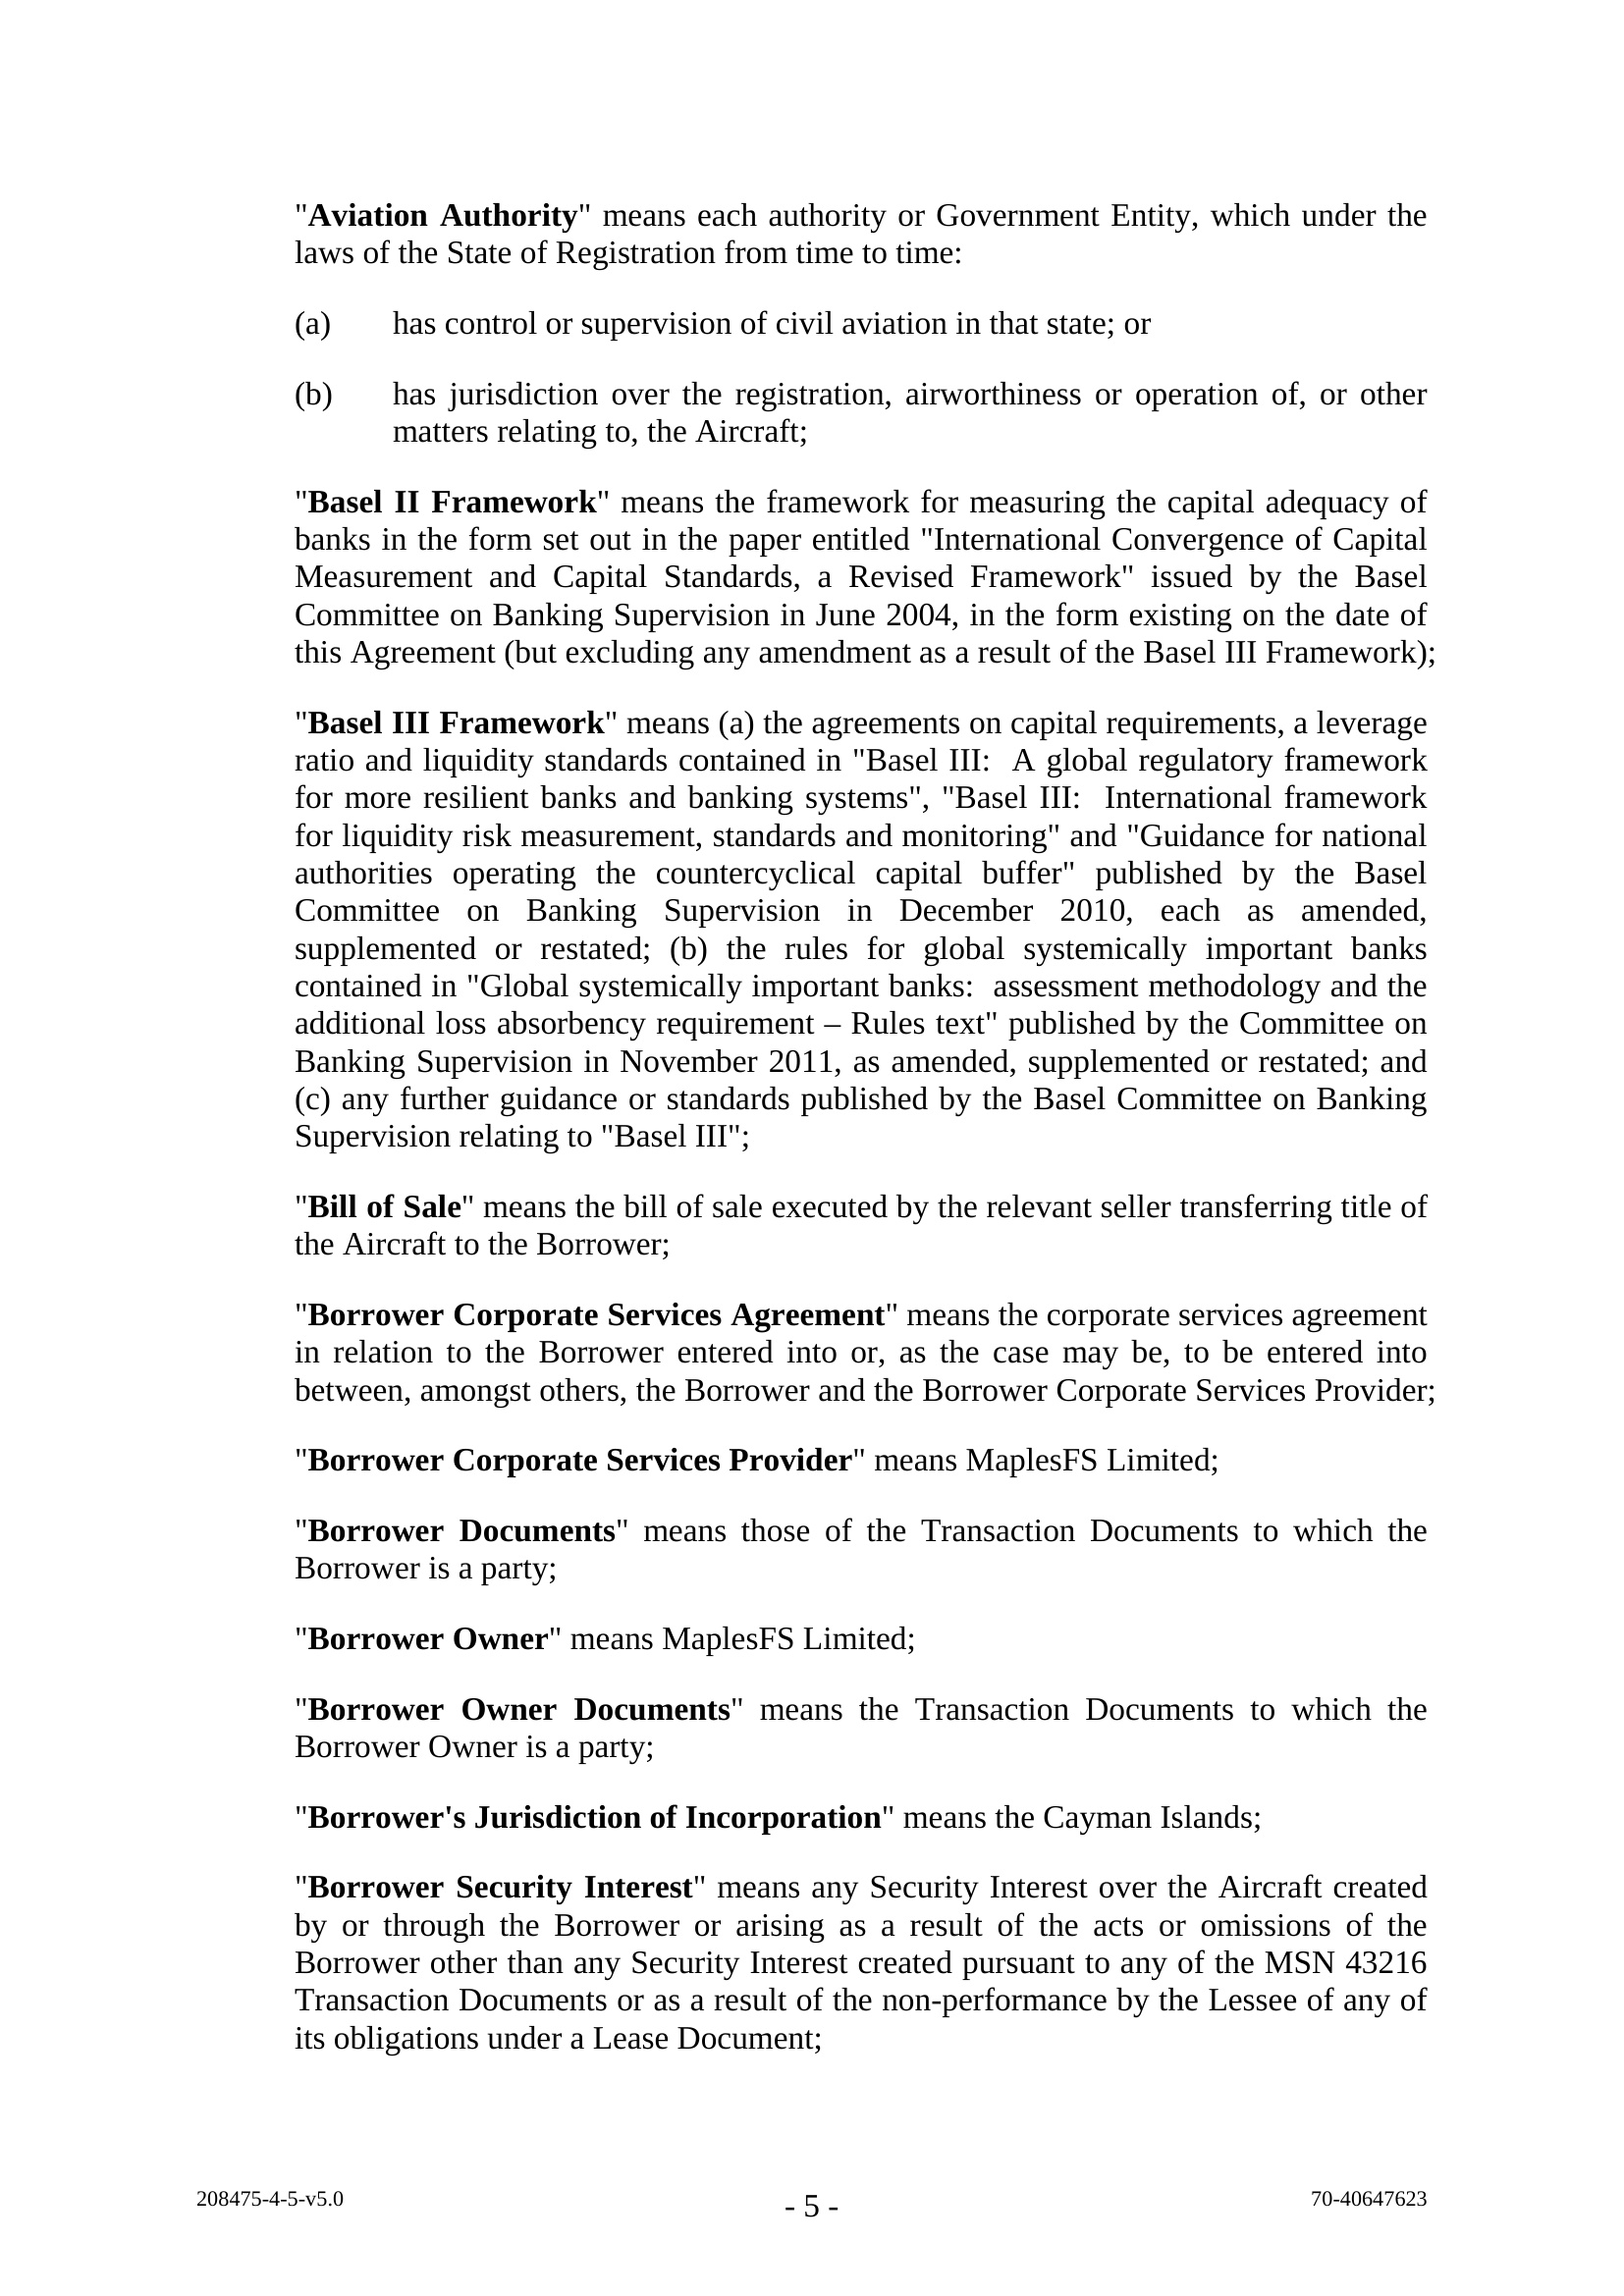 "Aviation Authority" means each authority or Government Entity, which under the
laws of the State of Registration from time to time:
(a) has control or supervision of civil aviation in that state; or
(b) has jurisdiction over the registration, airworthiness or operation of, or other
matters relating to, the Aircraft;
"Basel II Framework" means the framework for measuring the capital adequacy of
banks in the form set out in the paper entitled "International Convergence of Capital
Measurement and Capital Standards, a Revised Framework" issued by the Basel
Committee on Banking Supervision in June 2004, in the form existing on the date of
this Agreement (but excluding any amendment as a result of the Basel III Framework);
"Basel III Framework" means (a) the agreements on capital requirements, a leverage
ratio and liquidity standards contained in "Basel III:  A global regulatory framework
for more resilient banks and banking systems", "Basel III:  International framework
for liquidity risk measurement, standards and monitoring" and "Guidance for national
authorities operating the countercyclical capital buffer" published by the Basel
Committee on Banking Supervision in December 2010, each as amended,
supplemented or restated; (b) the rules for global systemically important banks
contained in "Global systemically important banks:  assessment methodology and the
additional loss absorbency requirement – Rules text" published by the Committee on
Banking Supervision in November 2011, as amended, supplemented or restated; and
(c) any further guidance or standards published by the Basel Committee on Banking
Supervision relating to "Basel III";
"Bill of Sale" means the bill of sale executed by the relevant seller transferring title of
the Aircraft to the Borrower;
"Borrower Corporate Services Agreement" means the corporate services agreement
in relation to the Borrower entered into or, as the case may be, to be entered into
between, amongst others, the Borrower and the Borrower Corporate Services Provider;
"Borrower Corporate Services Provider" means MaplesFS Limited;
"Borrower Documents" means those of the Transaction Documents to which the
Borrower is a party;
"Borrower Owner" means MaplesFS Limited;
"Borrower Owner Documents" means the Transaction Documents to which the
Borrower Owner is a party;
"Borrower's Jurisdiction of Incorporation" means the Cayman Islands;
"Borrower Security Interest" means any Security Interest over the Aircraft created
by or through the Borrower or arising as a result of the acts or omissions of the
Borrower other than any Security Interest created pursuant to any of the MSN 43216
Transaction Documents or as a result of the non-performance by the Lessee of any of
its obligations under a Lease Document;
208475-4-5-v5.0 - 5 - 70-40647623